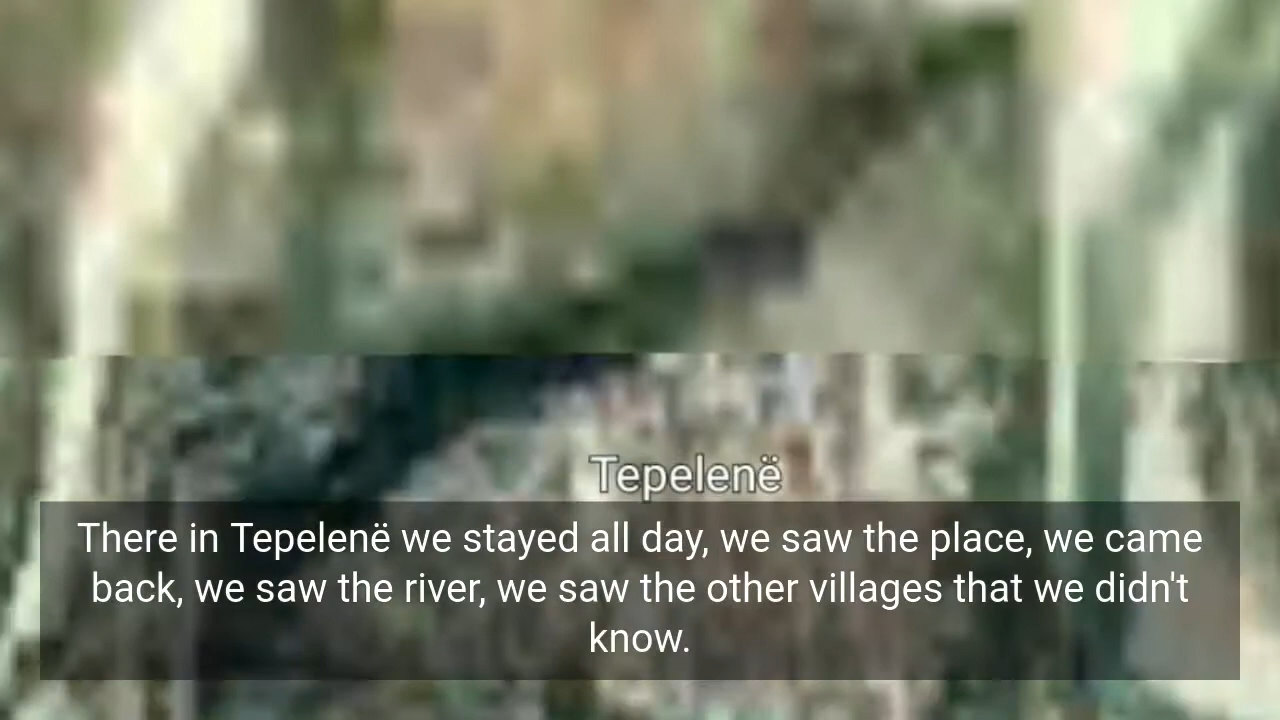 Tepelenë
There in Tepelenë we stayed all day, we saw the place, we came
back, we saw the river, we saw the other villages that we didn't
know.